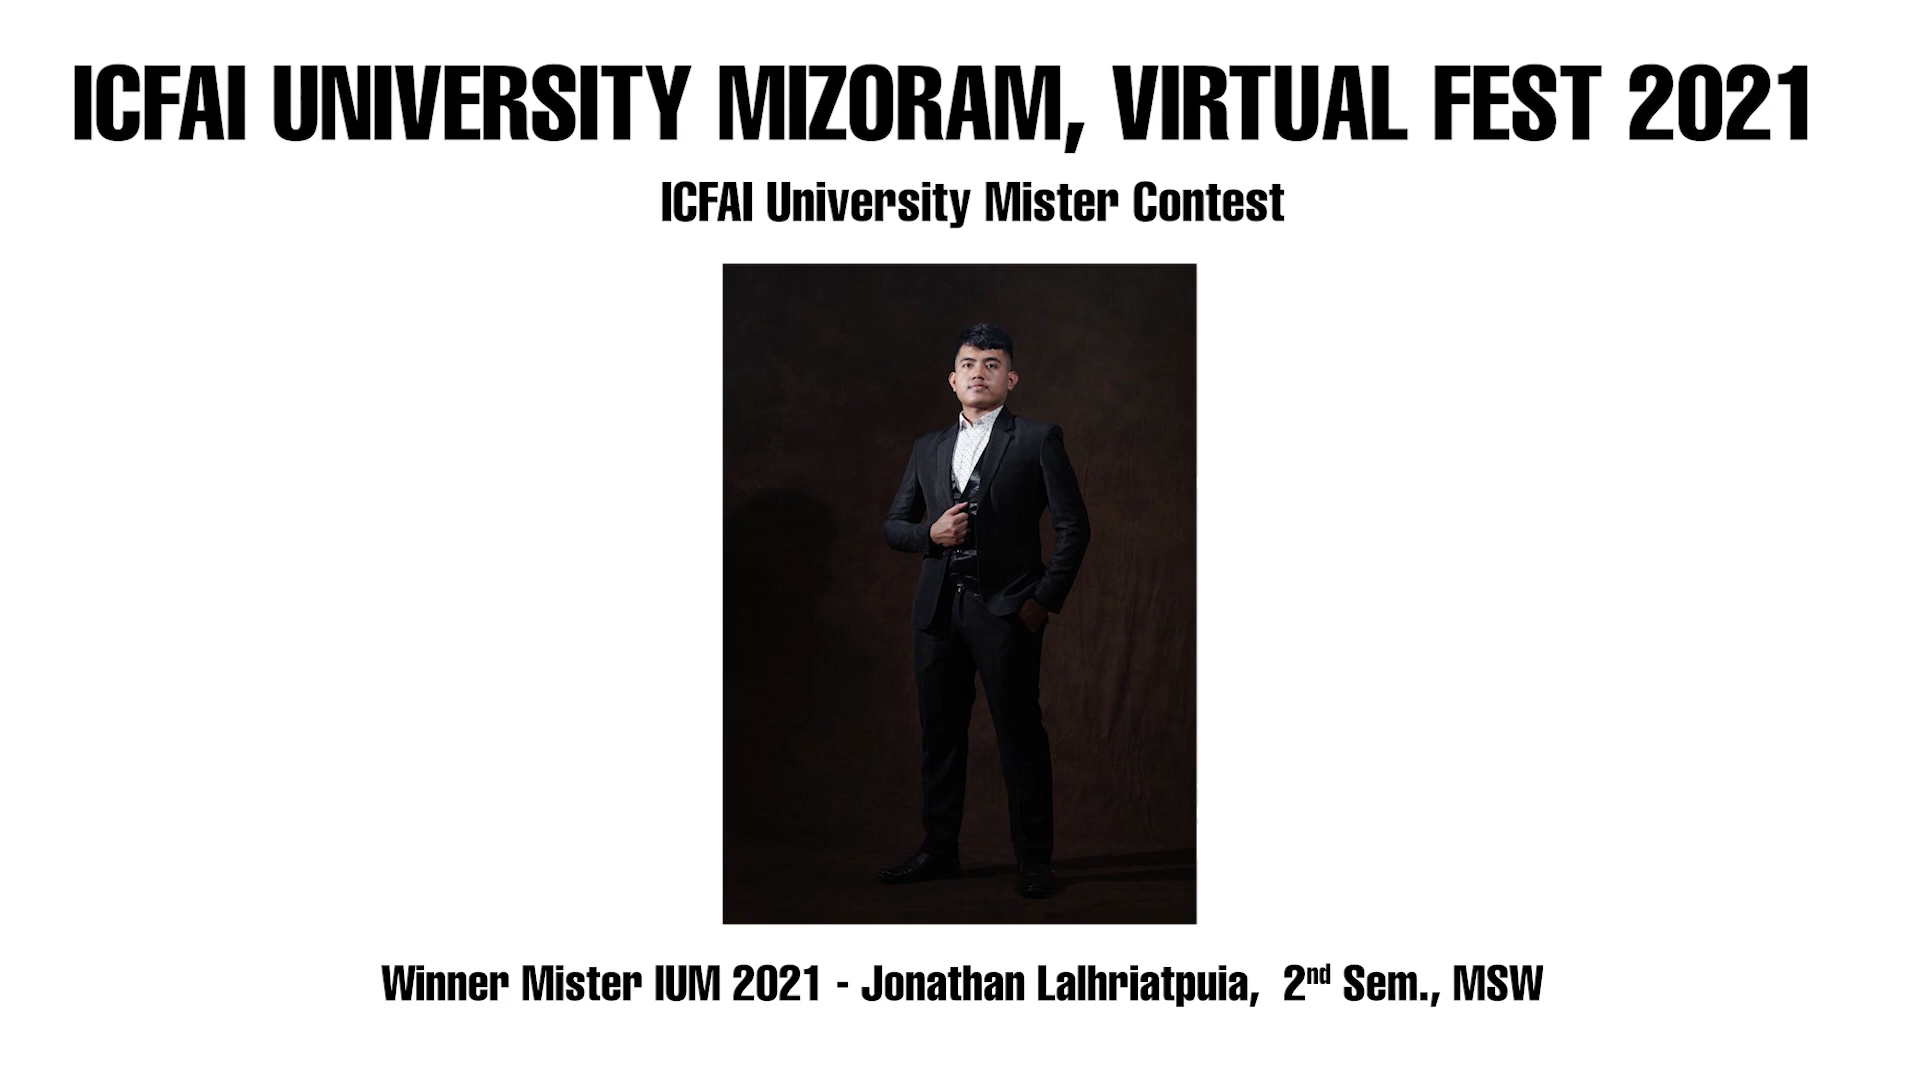 ICFAI UNIVERSITY MIZORAM, VIRTUAL FEST 2021
ICFAI University Mister Contest
Winner Mister IUM 2021 - Jonathan Lalhriatpuia, 2nd Sem., MSW